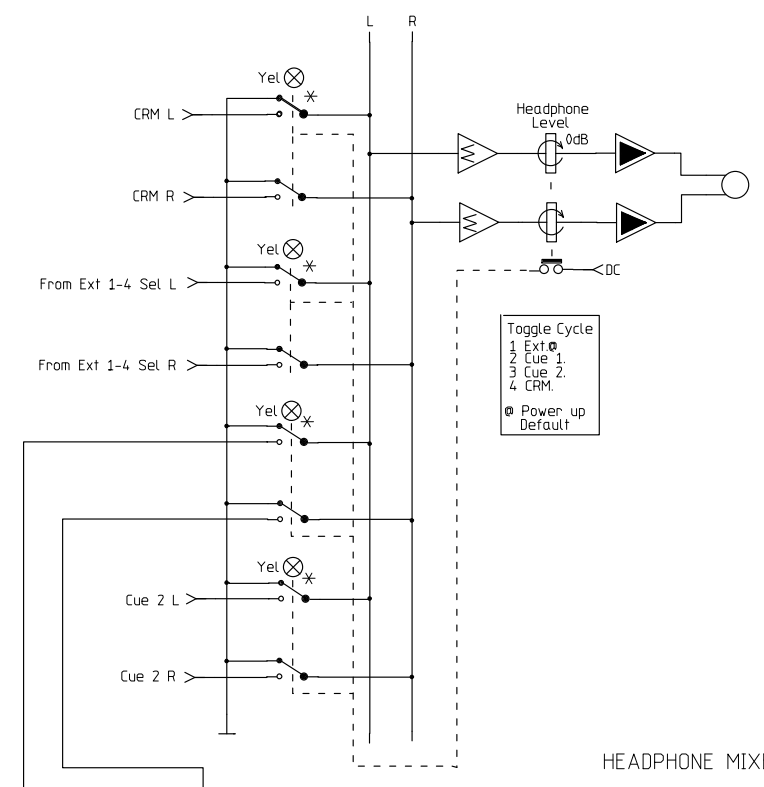 L R
Yel
CRM L
Headphone
Level
0dB
CRM R
Yel
DC
From Ext 1-4 Sel L
Toggle Cycle
1 Ext.@
2 Cue 1.
3 Cue 2.
4 CRM.
@ Power up
Default
From Ext 1-4 Sel R
Yel
Yel
Cue 2 L
Cue 2 R
HEADPHONE MIX